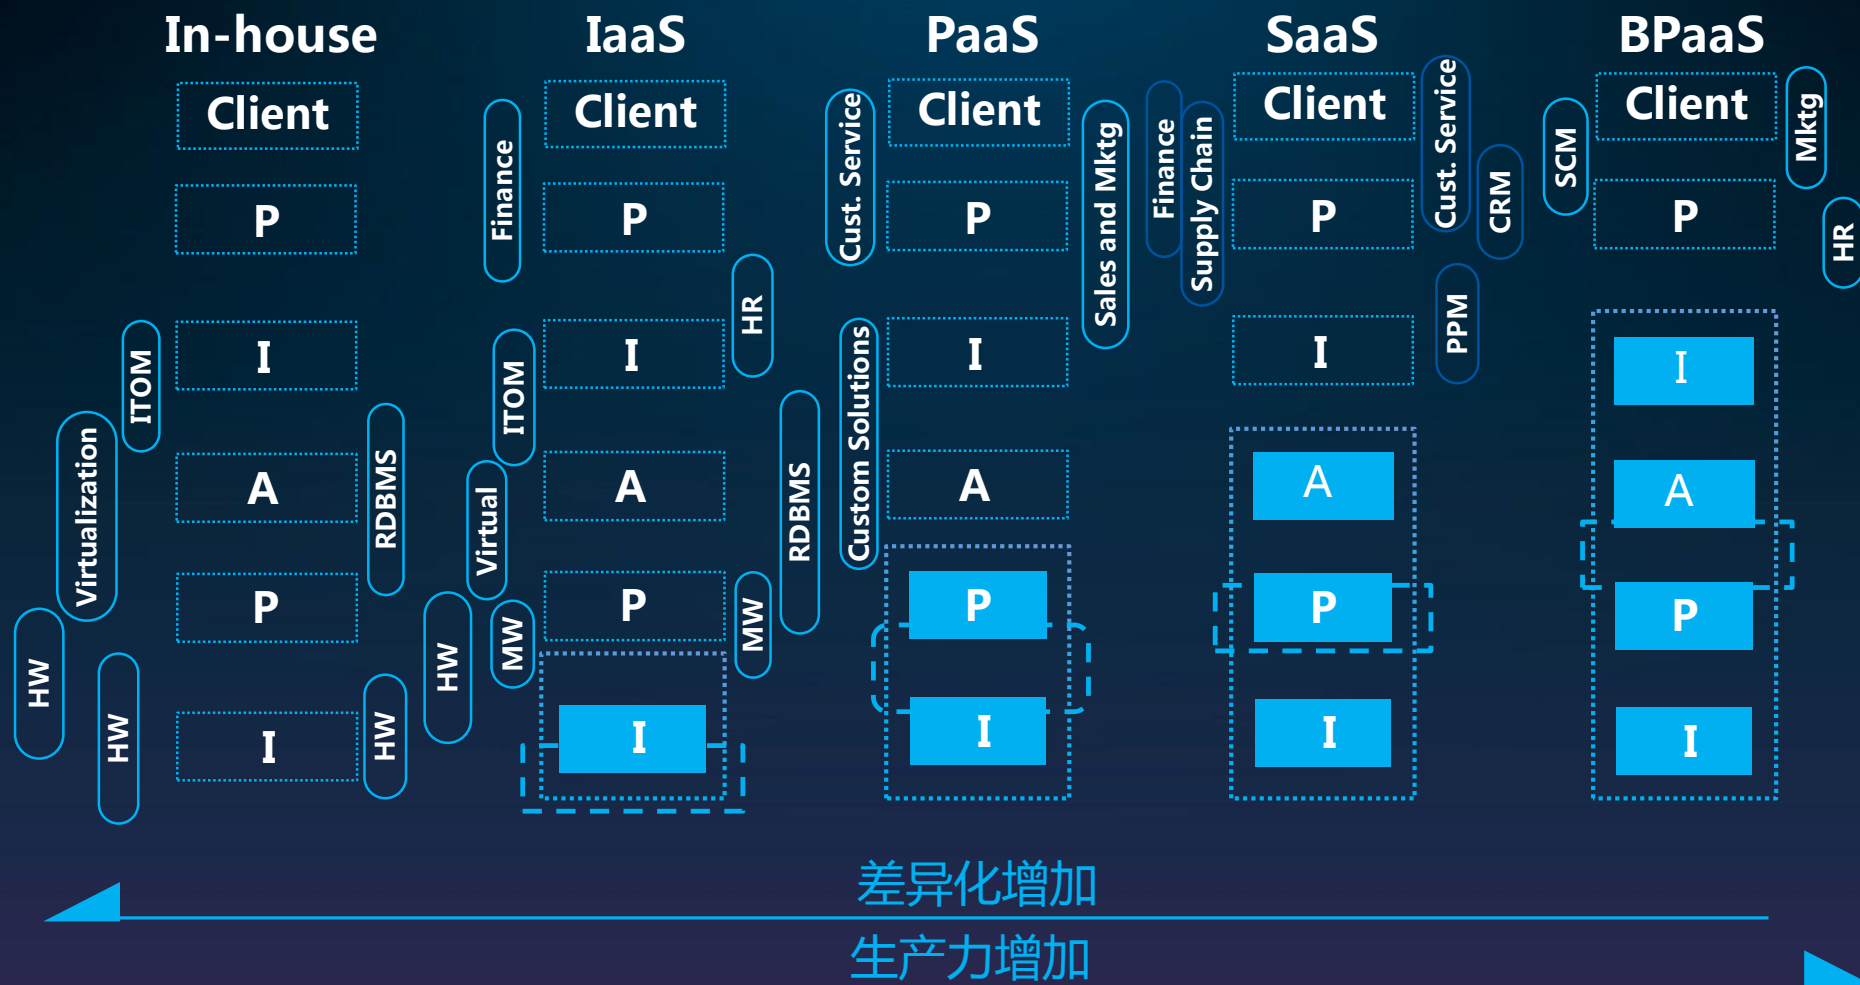 In-house
IaaS
PaaS
SaaS
BPaaS
Client
P
I
A
P
I
ITOM
Virtualization
HW
HW
RDBMS
HW
Client
P
I
A
P
I
Finance
ITOM
Virtual
HW
MW
HR
RDBMS
MW
Client
P
I
A
P
I
Cust. Service
Custom Solutions
Sales and Mktg
Client
P
I
A
P
I
Finance
Supply Chain
Cust. Service
CRM
PPM
Client
P
I
A
P
I
SCM
Mktg
HR
差异化增加
生产力增加